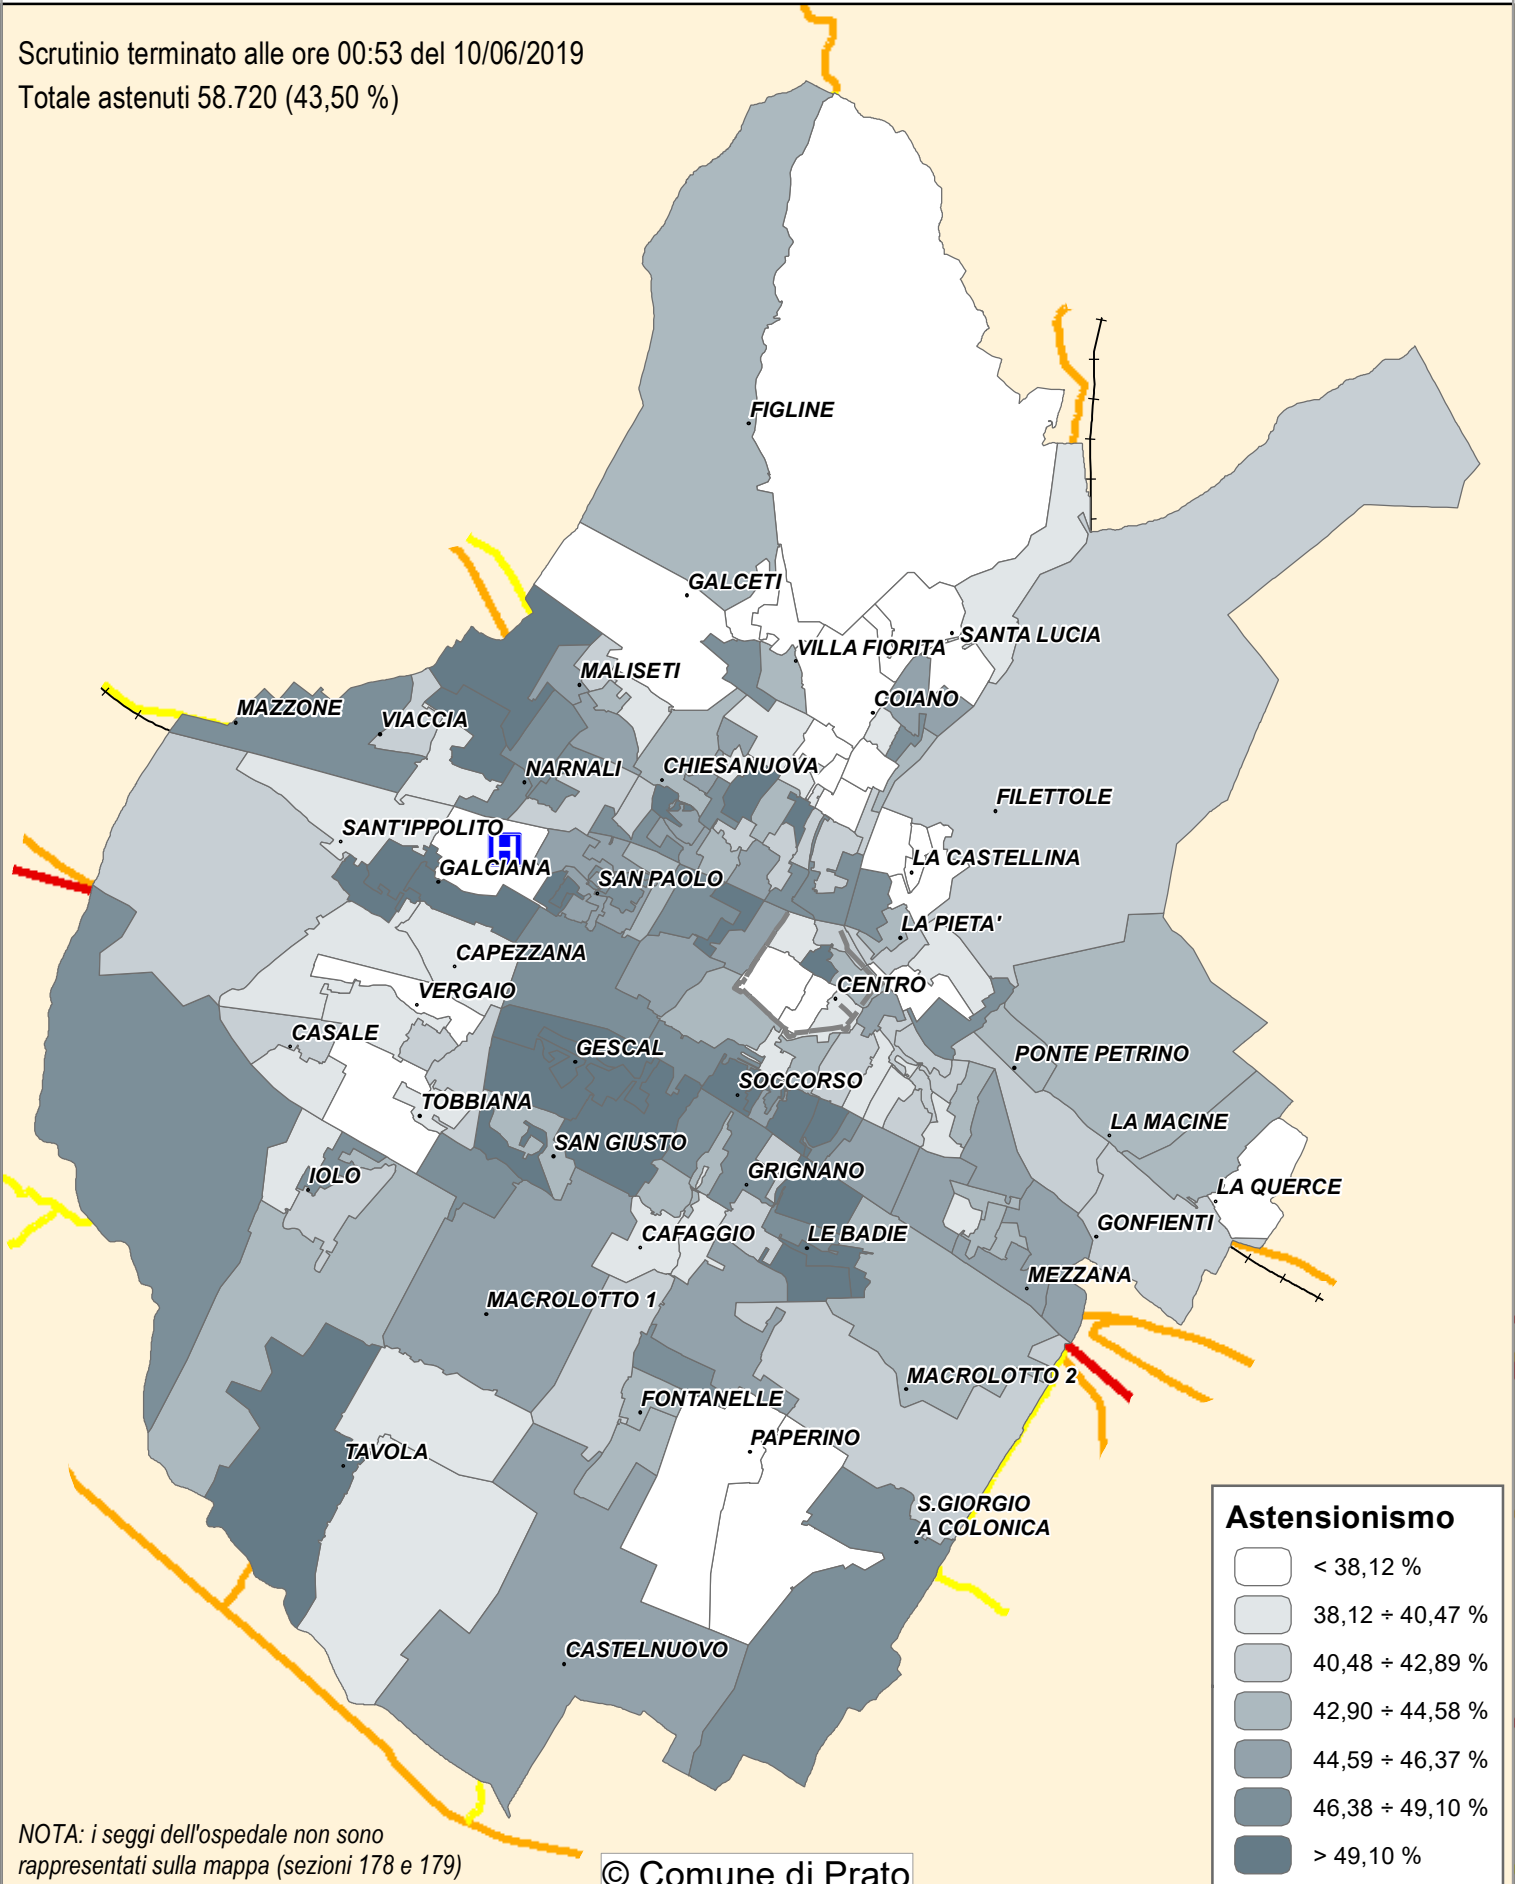 Scrutinio terminato alle ore 00:53 del 10/06/2019
Totale astenuti 58.720 (43,50 %)
FIGLINE
GALCETI
SANTA LUCIA
VILLA FIORITA
MALISETI
COIANO
MAZZONE
VIACCIA
NARNALI
CHIESANUOVA
FILETTOLE
SANT'IPPOLITO
H
LA CASTELLINA
GALCIANA
SAN PAOLO
LA PIETA'
CAPEZZANA
CENTRO
VERGAIO
CASALE
GESCAL
PONTE PETRINO
SOCCORSO
TOBBIANA
LA MACINE
SAN GIUSTO
GRIGNANO
IOLO
LA QUERCE
GONFIENTI
CAFAGGIO
LE BADIE
MEZZANA
MACROLOTTO 1
MACROLOTTO 2
FONTANELLE
PAPERINO
TAVOLA
S.GIORGIO
A COLONICA
CASTELNUOVO
Astensionismo
< 38,12 %
38,12 ÷ 40,47 %
40,48 ÷ 42,89 %
42,90 ÷ 44,58 %
44,59 ÷ 46,37 %
46,38 ÷ 49,10 %
> 49,10 %
NOTA: i seggi dell'ospedale non sono
rappresentati sulla mappa (sezioni 178 e 179)
© Comune di Prato